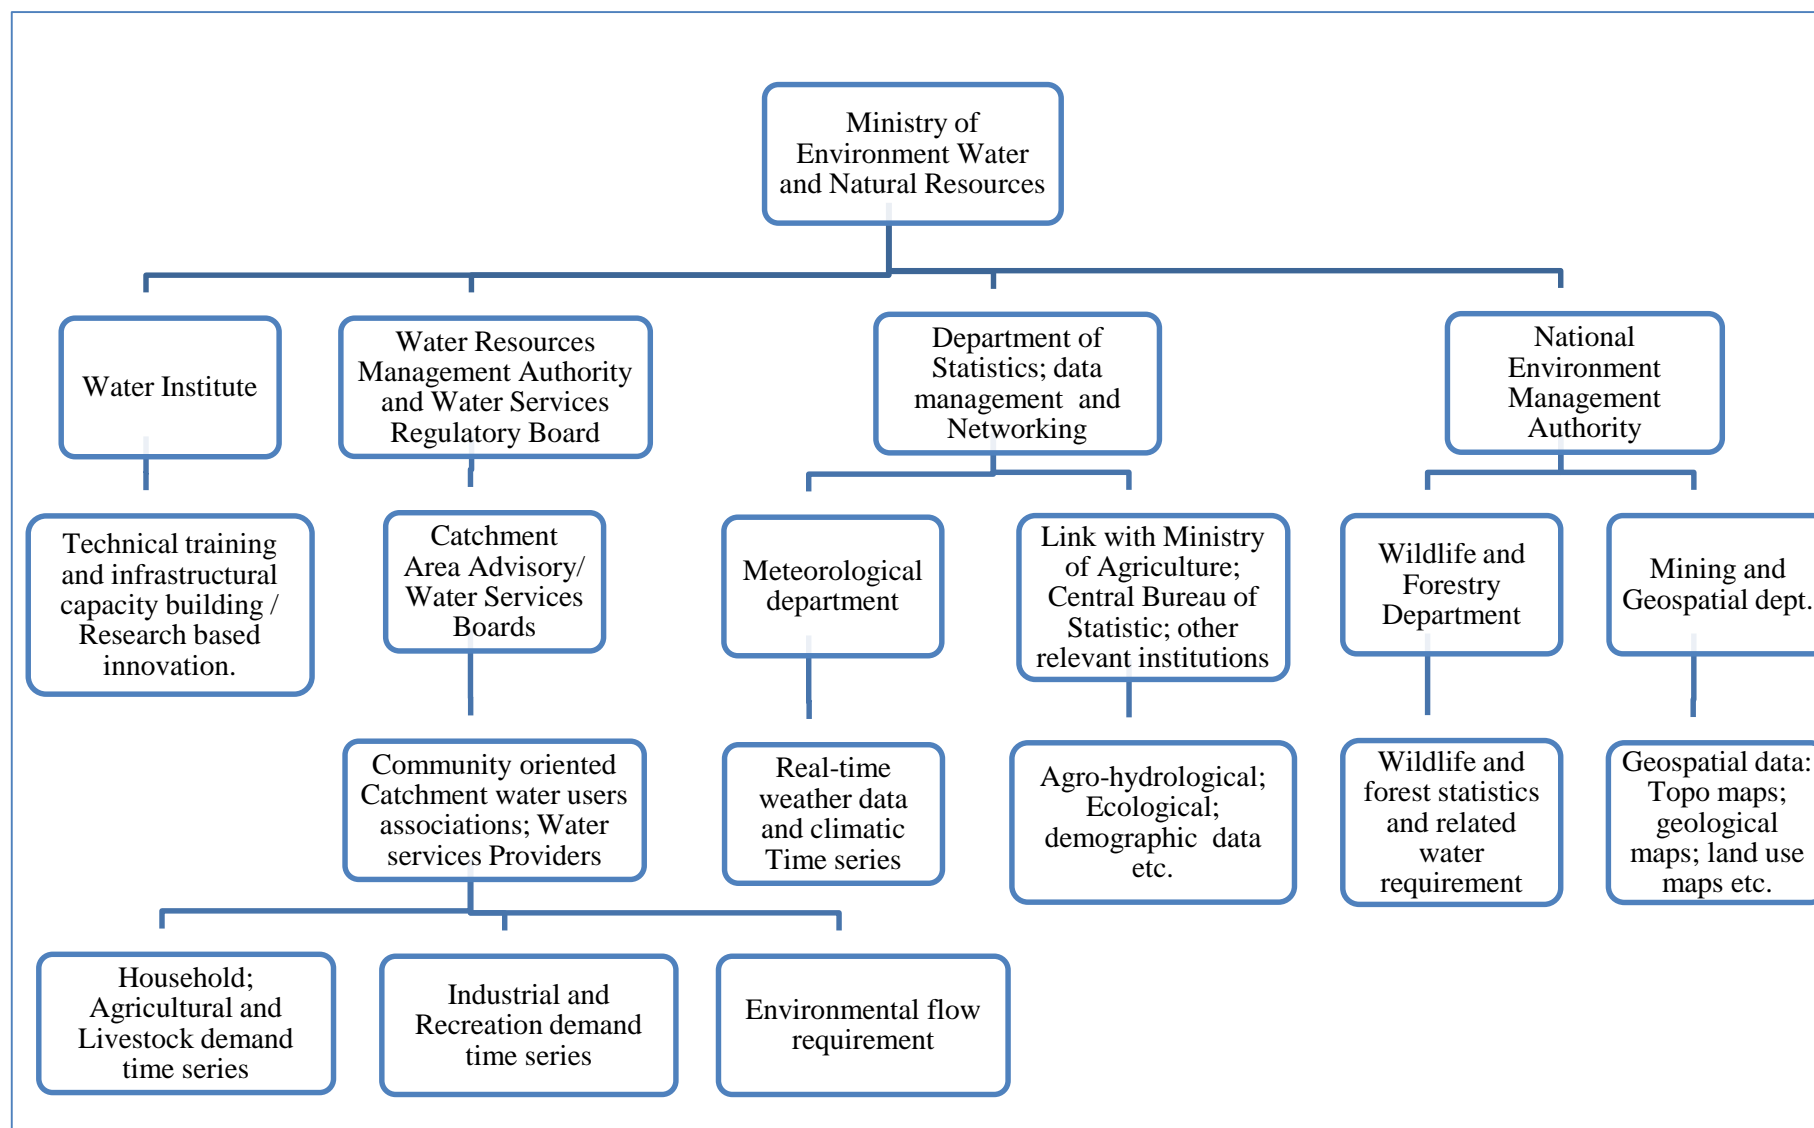 Ministry of
Environment Water
and Natural Resources
Water Institute
Water Resources
Management Authority
and Water Services
Regulatory Board
Department of
Statistics; data
management and
Networking
National
Environment
Management
Authority
Technical training
and infrastructural
capacity building /
Research based
innovation.
Catchment
Area Advisory/
Water Services
Boards
Meteorological
department
Link with Ministry
of Agriculture;
Central Bureau of
Statistic; other
relevant institutions
Wildlife and
Forestry
Department
Mining and
Geospatial dept.
Community oriented
Catchment water users
associations; Water
services Providers
Real-time
weather data
and climatic
Time series
Agro-hydrological;
Ecological;
demographic data
etc.
Wildlife and
forest statistics
and related
water
requirement
Geospatial data:
Topo maps;
geological
maps; land use
maps etc.
Household;
Agricultural and
Livestock demand
time series
Industrial and
Recreation demand
time series
Environmental flow
requirement